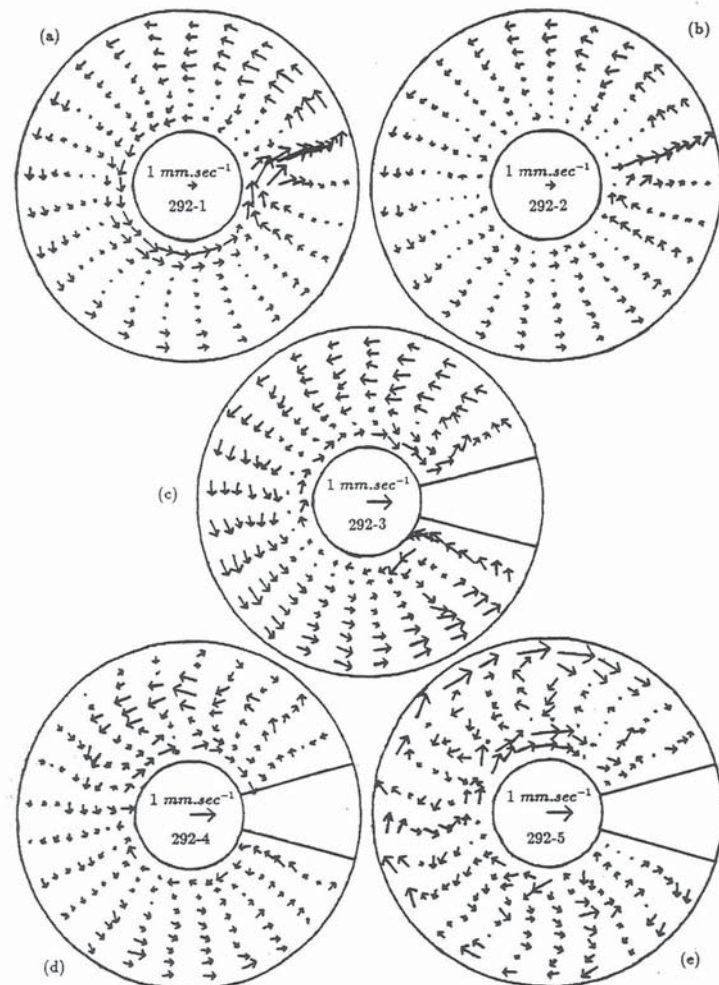 (a)
1 mm.sec⁻¹
292-1
(b)
1 mm.sec⁻¹
292-2
(c)
1 mm.sec⁻¹
292-3
(d)
1 mm.sec⁻¹
292-4
(e)
1 mm.sec⁻¹
292-5